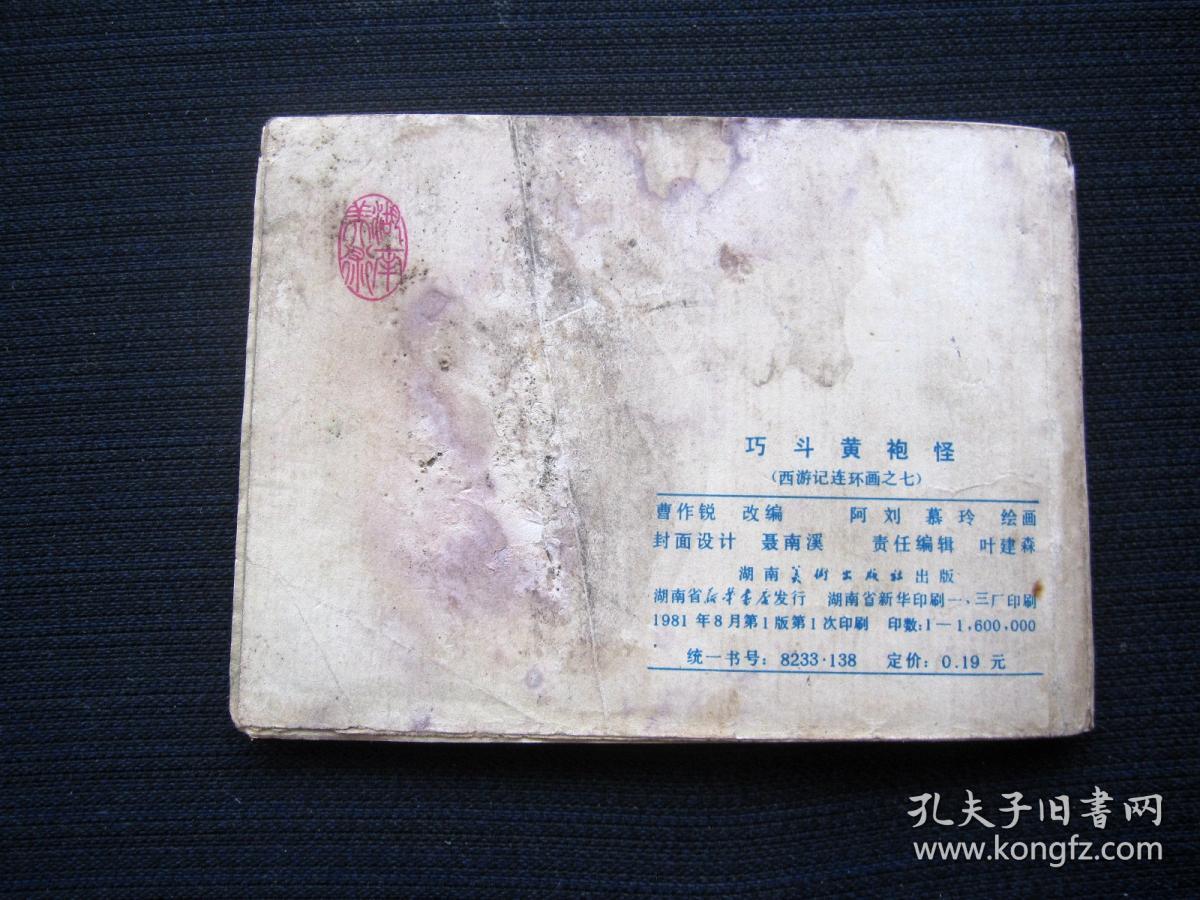 湖南
美术
巧斗黄袍怪
(西游记连环画之七)
曹作锐 改编 阿刘 慕玲 绘画
封面设计 聂南溪 责任编辑 叶建森
湖南美术出版社出版
湖南省新华书店发行 湖南省新华印刷一、三厂印刷
1981年8月第1版第1次印刷 印数:1—1,600,000
统一书号: 8233·138 定价: 0.19 元
孔夫子旧书网
www.kongfz.com